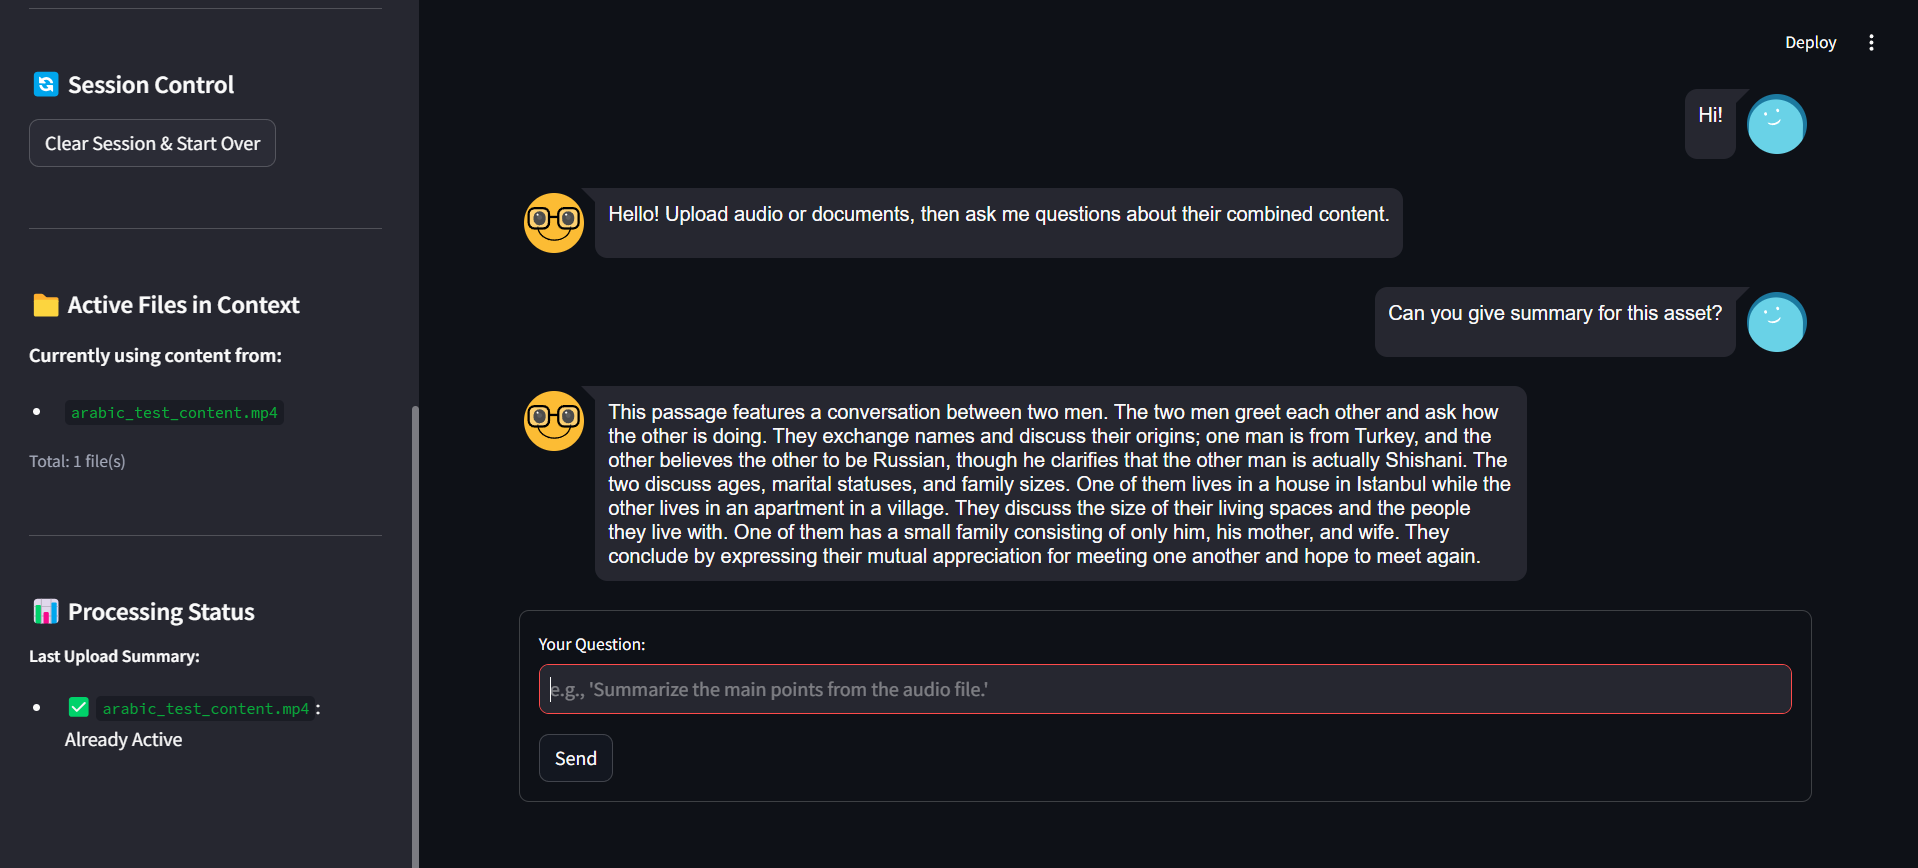 Session Control
Clear Session & Start Over
Active Files in Context
Currently using content from:
arabic_test_content.mp4
Total: 1 file(s)
Processing Status
Last Upload Summary:
arabic_test_content.mp4:
Already Active
Deploy
Hi!
Hello! Upload audio or documents, then ask me questions about their combined content.
Can you give summary for this asset?
This passage features a conversation between two men. The two men greet each other and ask how
the other is doing. They exchange names and discuss their origins; one man is from Turkey, and the
other believes the other to be Russian, though he clarifies that the other man is actually Shishani. The
two discuss ages, marital statuses, and family sizes. One of them lives in a house in Istanbul while the
other lives in an apartment in a village. They discuss the size of their living spaces and the people
they live with. One of them has a small family consisting of only him, his mother, and wife. They
conclude by expressing their mutual appreciation for meeting one another and hope to meet again.
Your Question:
e.g., 'Summarize the main points from the audio file.'
Send